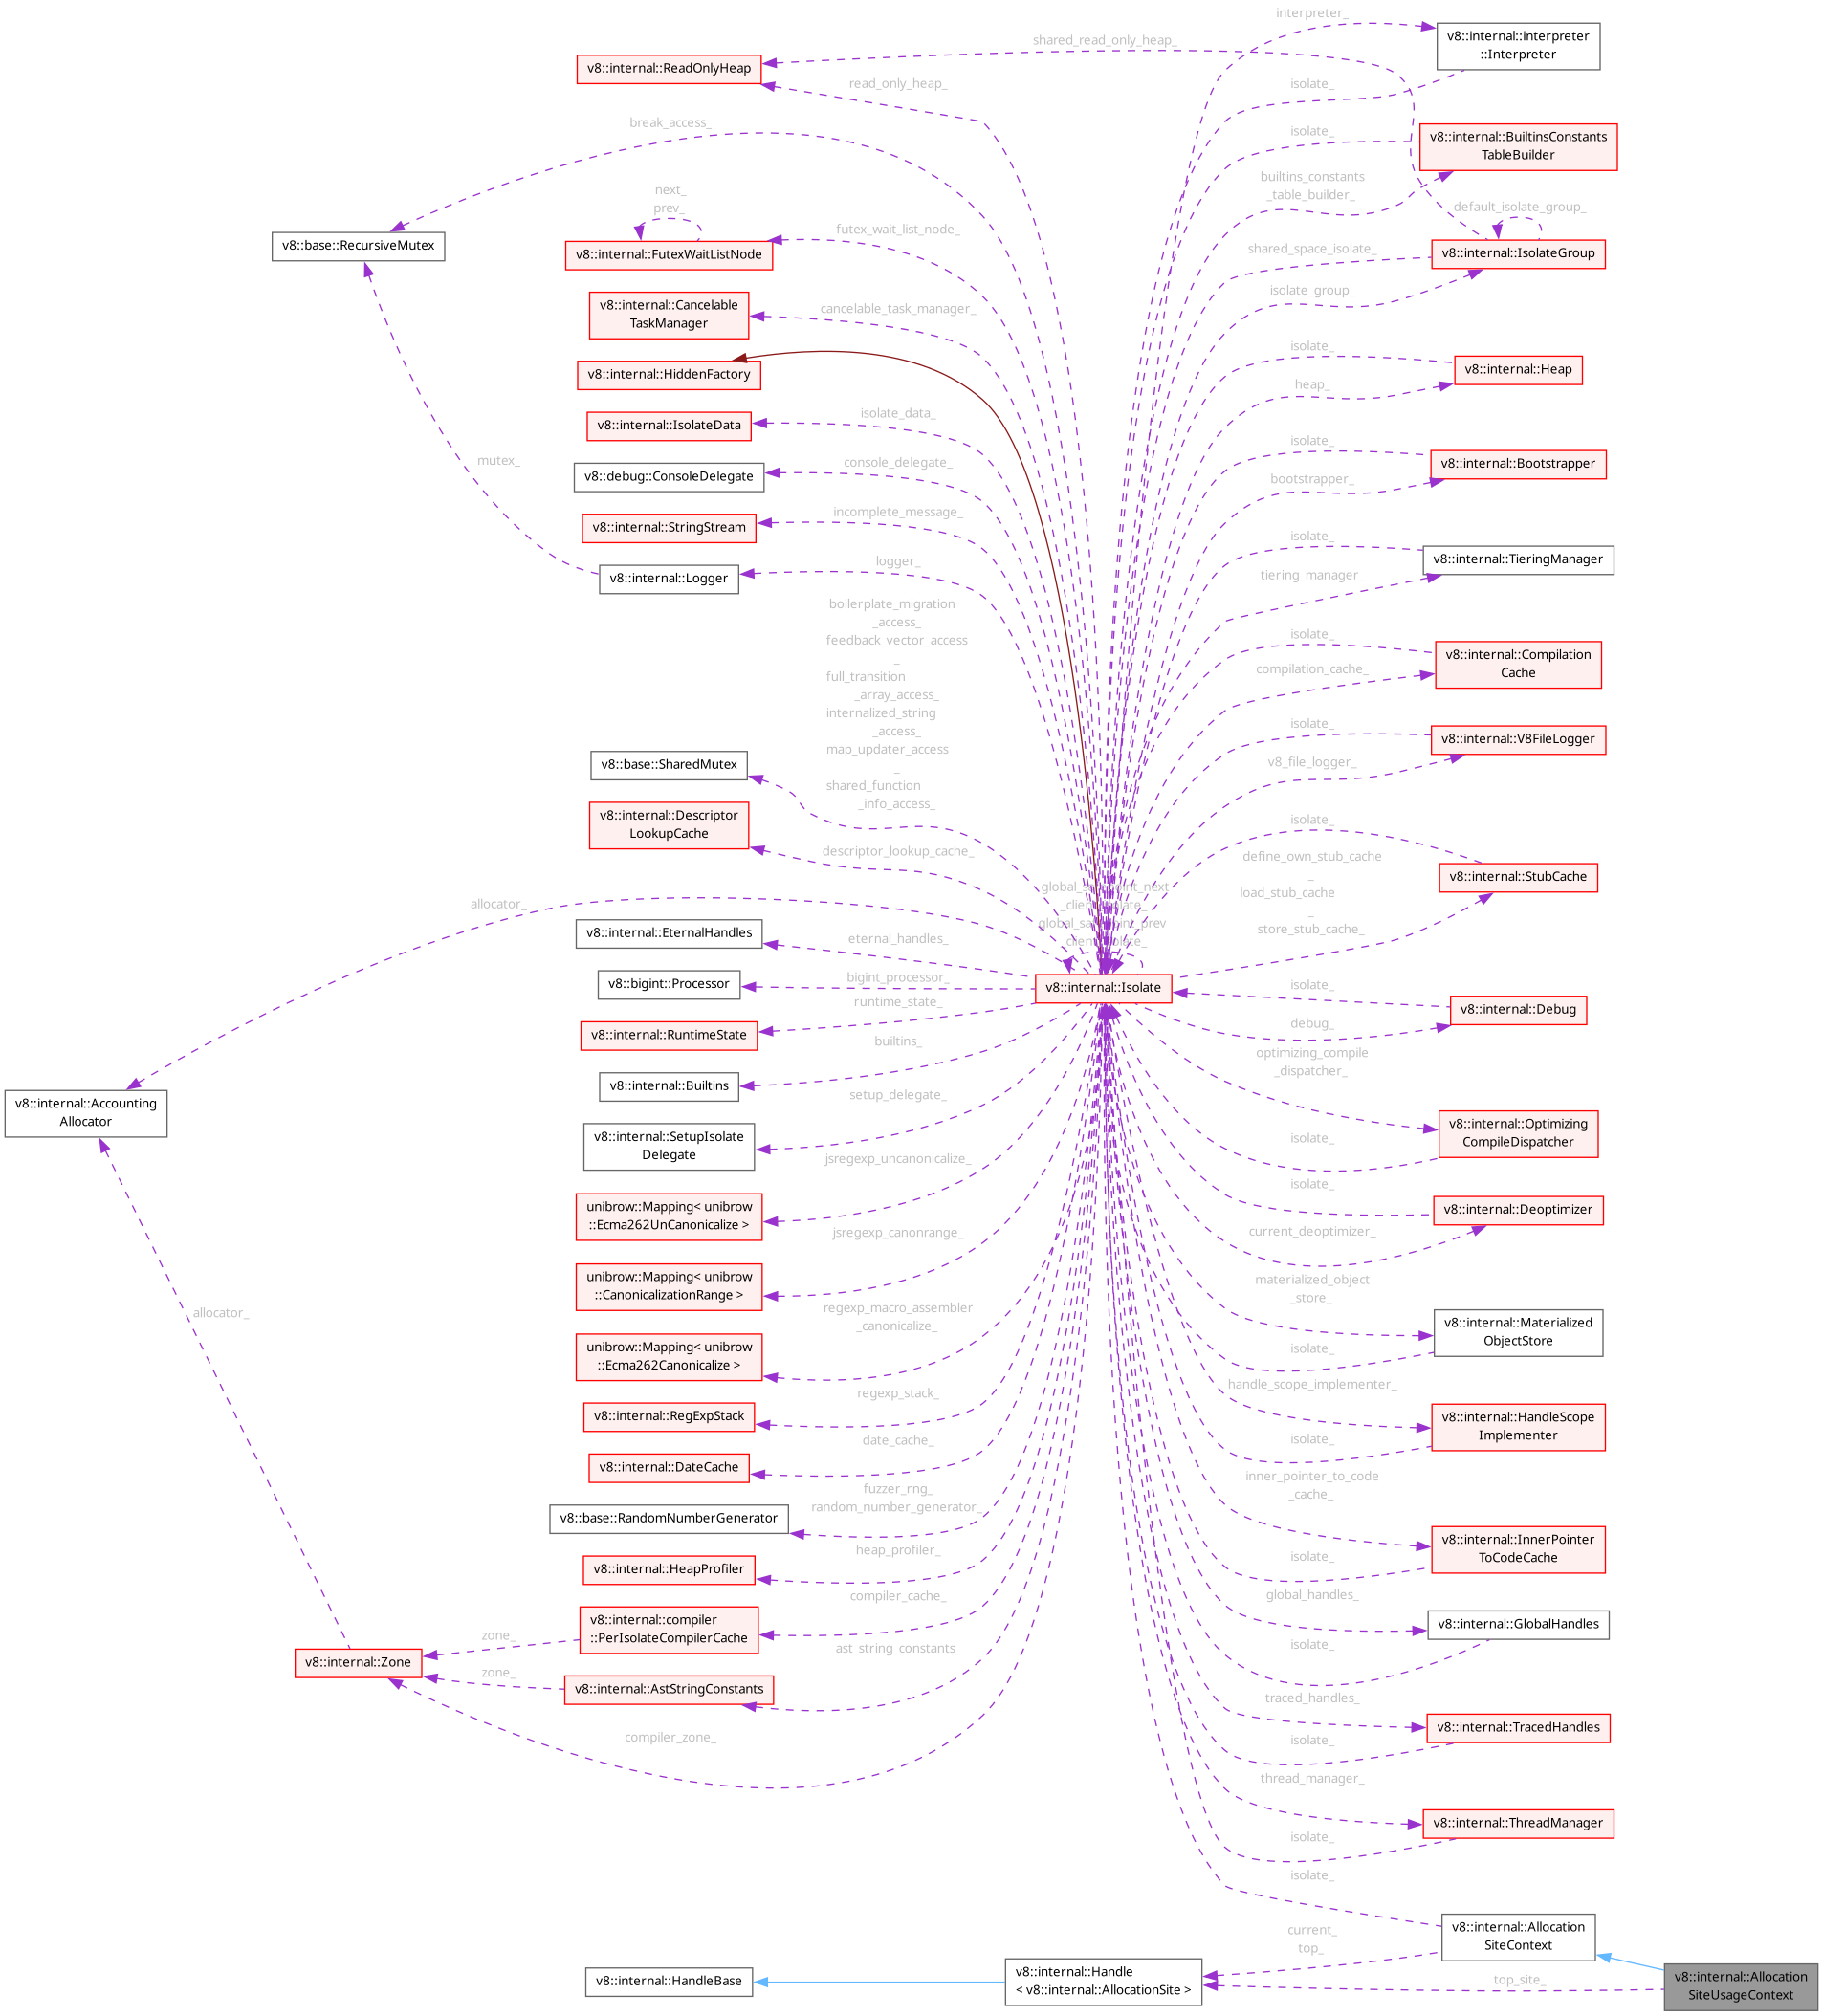 interpreter_
v8::internal::interpreter
::Interpreter
shared_read_only_heap_
v8::internal::ReadOnlyHeap
read_only_heap_
isolate_
break_access_
isolate_
v8::internal::BuiltinsConstants
TableBuilder
next_
prev_
builtins_constants
_table_builder_
default_isolate_group_
v8::base::RecursiveMutex
v8::internal::FutexWaitListNode
futex_wait_list_node_
shared_space_isolate_
v8::internal::IsolateGroup
isolate_group_
v8::internal::Cancelable
TaskManager
cancelable_task_manager_
isolate_
v8::internal::HiddenFactory
heap_
v8::internal::Heap
v8::internal::IsolateData
isolate_data_
isolate_
v8::internal::Bootstrapper
v8::debug::ConsoleDelegate
console_delegate_
bootstrapper_
mutex_
v8::internal::StringStream
incomplete_message_
isolate_
v8::internal::TieringManager
v8::internal::Logger
logger_
tiering_manager_
boilerplate_migration
_access_
feedback_vector_access
_
full_transition
_array_access_
internalized_string
_access_
map_updater_access
_
shared_function
_info_access_
isolate_
v8::internal::Compilation
Cache
compilation_cache_
isolate_
v8::internal::V8FileLogger
v8_file_logger_
v8::base::SharedMutex
v8::internal::Descriptor
LookupCache
descriptor_lookup_cache_
isolate_
define_own_stub_cache
_
load_stub_cache
_
store_stub_cache_
v8::internal::StubCache
allocator_
v8::internal::EternalHandles
eternal_handles_
v8::bigint::Processor
bigint_processor_
v8::internal::Isolate
isolate_
v8::internal::Debug
debug_
v8::internal::RuntimeState
runtime_state_
v8::internal::Builtins
builtins_
optimizing_compile
_dispatcher_
v8::internal::Accounting
Allocator
v8::internal::SetupIsolate
Delegate
setup_delegate_
v8::internal::Optimizing
CompileDispatcher
isolate_
unibrow::Mapping< unibrow
::Ecma262UnCanonicalize >
jsregexp_uncanonicalize_
isolate_
v8::internal::Deoptimizer
current_deoptimizer_
unibrow::Mapping< unibrow
::CanonicalizationRange >
jsregexp_canonrange_
materialized_object
_store_
allocator_
unibrow::Mapping< unibrow
::Ecma262Canonicalize >
regexp_macro_assembler
_canonicalize_
v8::internal::Materialized
ObjectStore
isolate_
v8::internal::RegExpStack
regexp_stack_
handle_scope_implementer_
v8::internal::HandleScope
Implementer
isolate_
v8::internal::DateCache
date_cache_
inner_pointer_to_code
_cache_
v8::base::RandomNumberGenerator
fuzzer_rng_
random_number_generator_
v8::internal::InnerPointer
ToCodeCache
isolate_
v8::internal::HeapProfiler
heap_profiler_
v8::internal::compiler
::PerIsolateCompilerCache
compiler_cache_
global_handles_
v8::internal::GlobalHandles
isolate_
zone_
v8::internal::Zone
zone_
v8::internal::AstStringConstants
ast_string_constants_
compiler_zone_
traced_handles_
v8::internal::TracedHandles
isolate_
thread_manager_
v8::internal::ThreadManager
isolate_
isolate_
v8::internal::Allocation
SiteContext
current_
top_
v8::internal::HandleBase
v8::internal::Handle
< v8::internal::AllocationSite >
top_site_
v8::internal::Allocation
SiteUsageContext